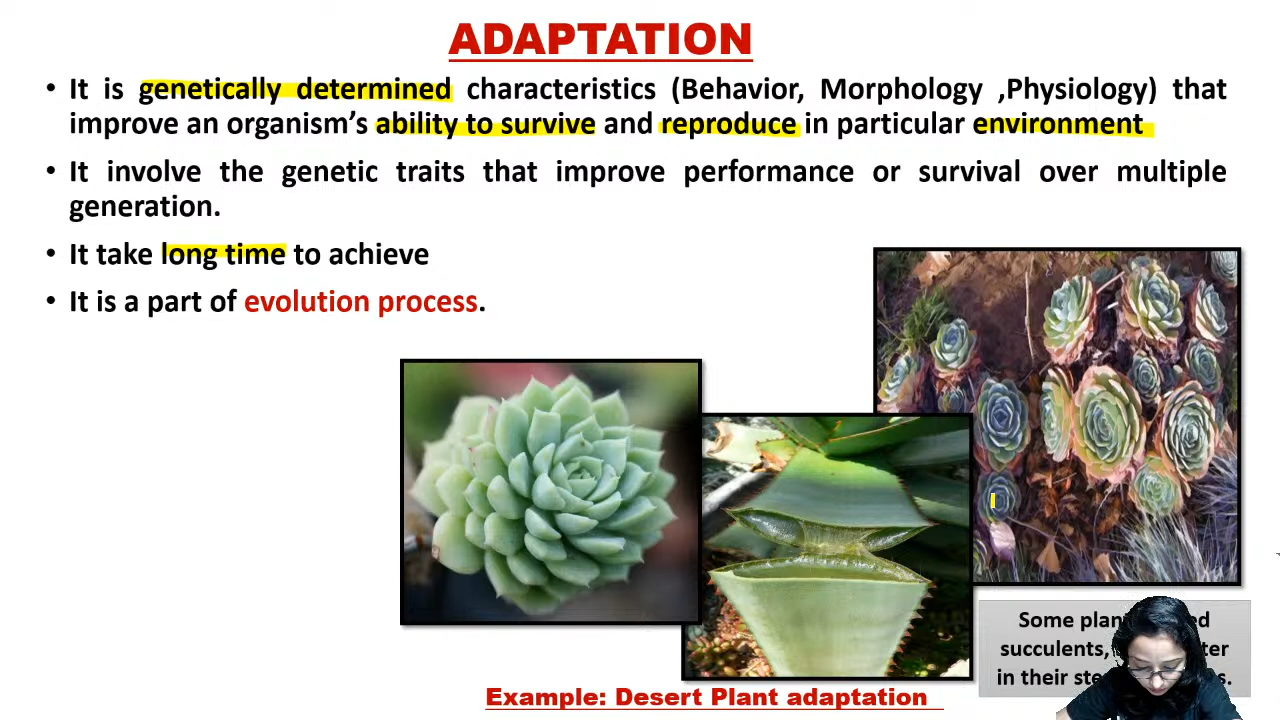 ADAPTATION
• It is genetically determined characteristics (Behavior, Morphology ,Physiology) that
improve an organism’s ability to survive and reproduce in particular environment
• It involve the genetic traits that improve performance or survival over multiple
generation.
• It take long time to achieve
• It is a part of evolution process.
Some
succulents,
in their
Example: Desert Plant adaptation